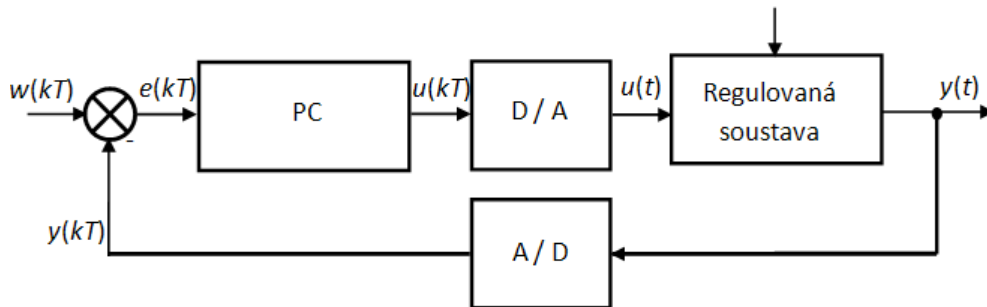 w(kT)
e(kT)
PC
u(kT)
D / A
u(t)
Regulovaná
soustava
y(t)
-
y(kT)
A / D